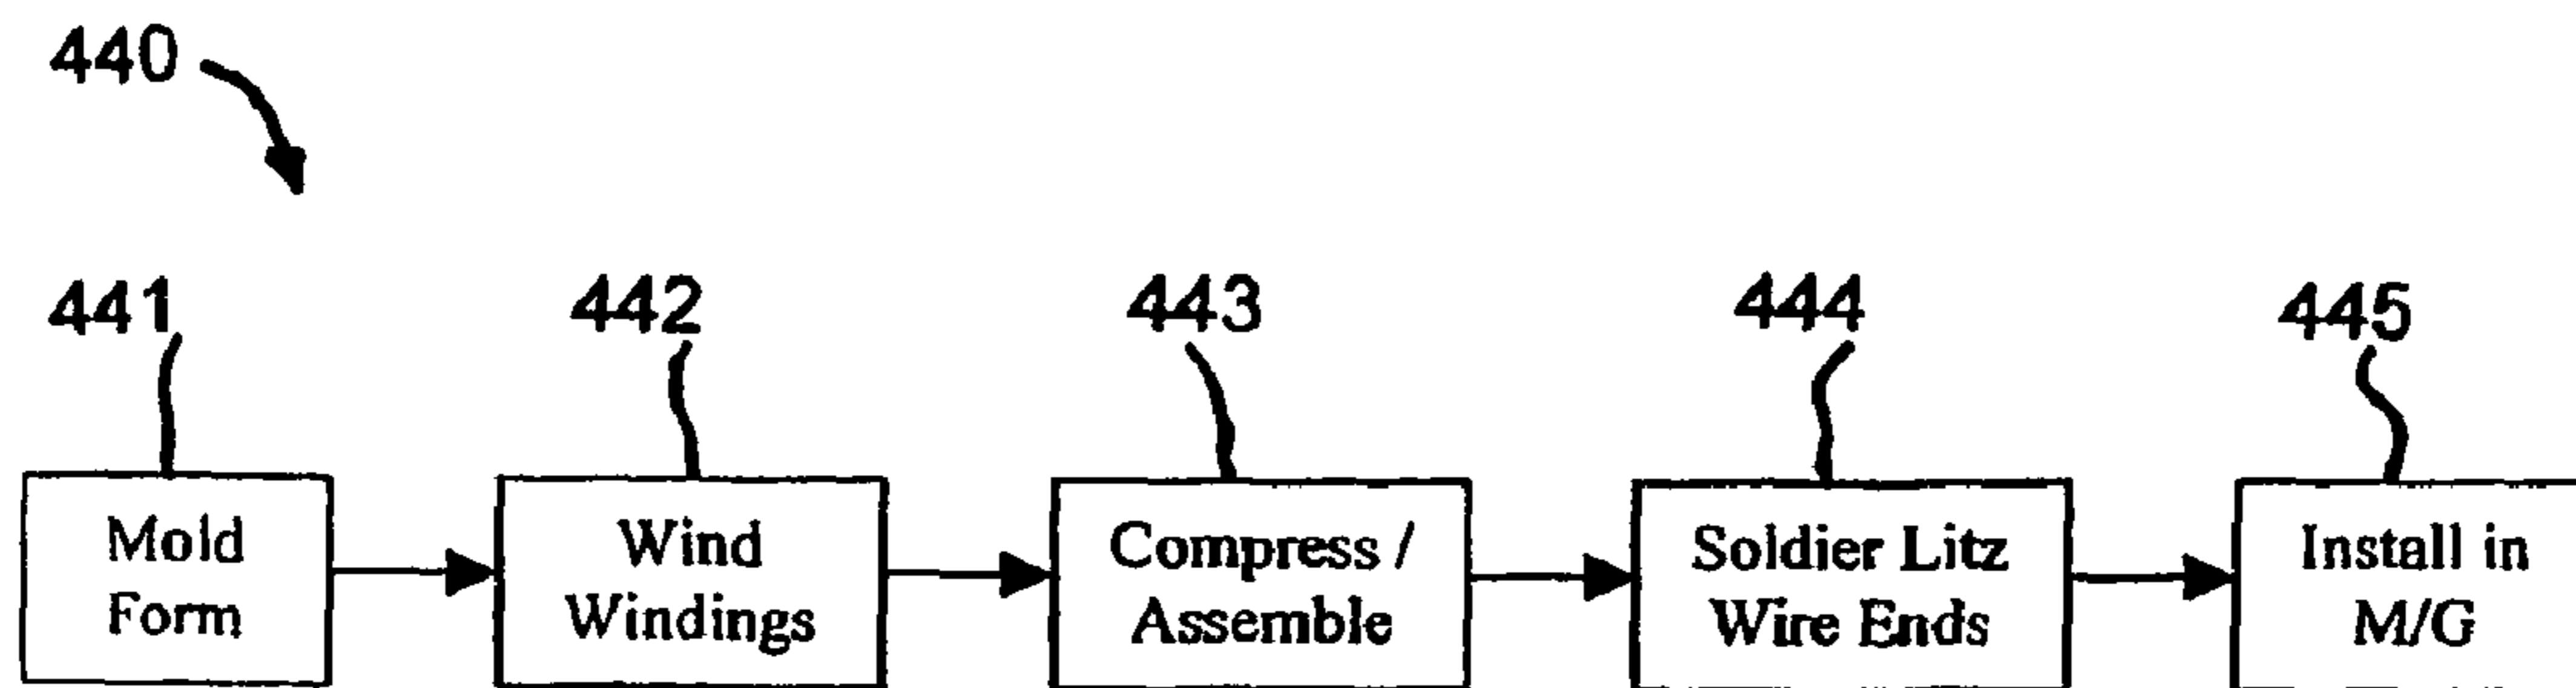 440
441
442
443
444
445
Mold
Form
Wind
Windings
Compress /
Assemble
Soldier Litz
Wire Ends
Install in
M/G